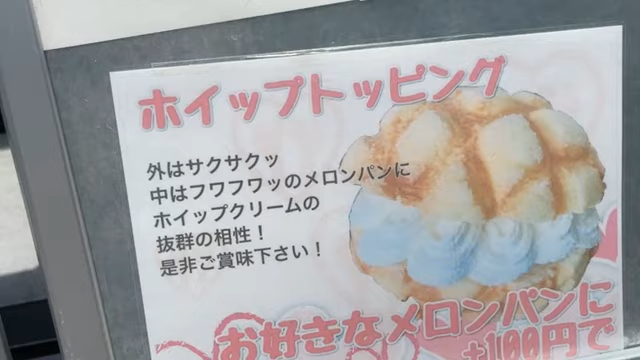 ホイップトッピング
外はサクサクッ
中はフワフワッのメロンパンに
ホイップクリームの
抜群の相性！
是非ご賞味下さい！
お好きなメロンパンに
+100円で